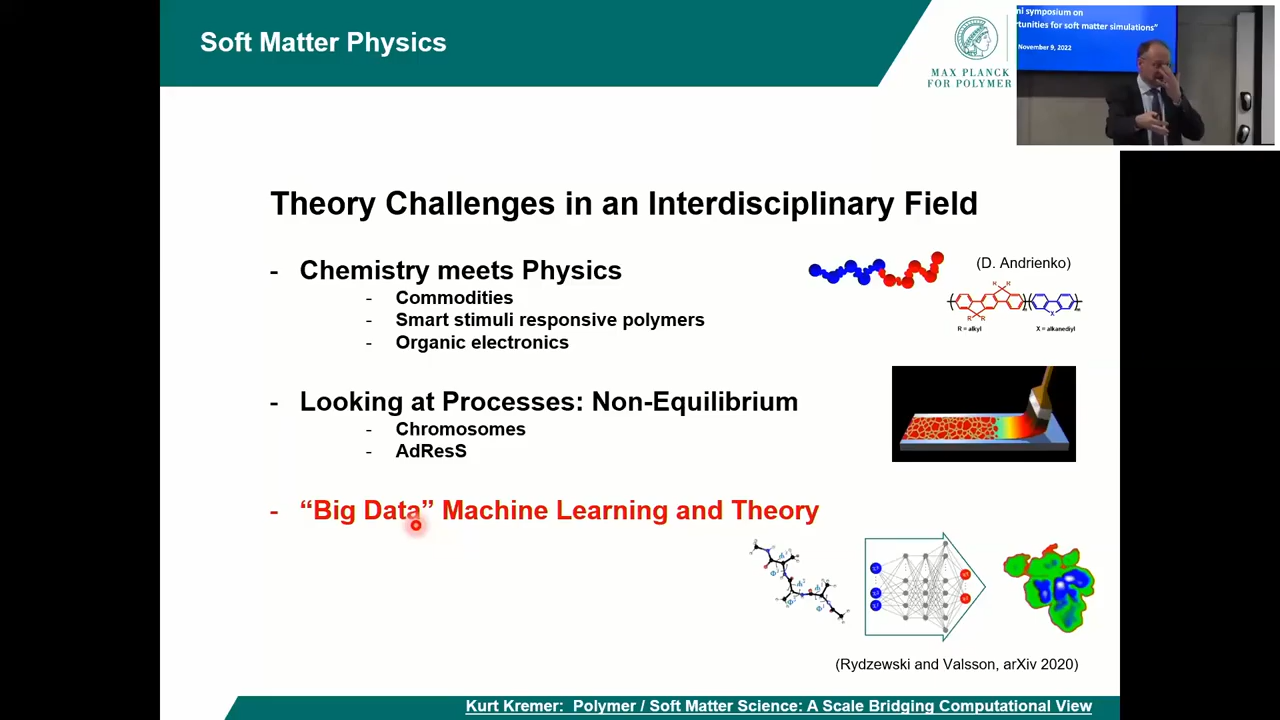 Soft Matter Physics
MAX PLANCK
FOR POLYMER
ni symposium on
rtunities for soft matter simulations"
November 9, 2022
Theory Challenges in an Interdisciplinary Field
- Chemistry meets Physics
- Commodities
- Smart stimuli responsive polymers
- Organic electronics
(D. Andrienko)
R R
R R
X
R = alkyl
X = alkanediyl
- Looking at Processes: Non-Equilibrium
- Chromosomes
- AdResS
- “Big Data” Machine Learning and Theory
(Rydzewski and Valsson, arXiv 2020)
Kurt Kremer: Polymer / Soft Matter Science: A Scale Bridging Computational View